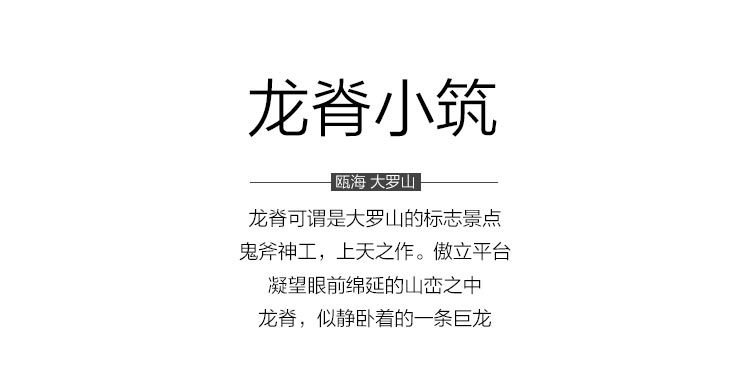 龙脊小筑
瓯海 大罗山
龙脊可谓是大罗山的标志景点
鬼斧神工，上天之作。傲立平台
凝望眼前绵延的山峦之中
龙脊，似静卧着的一条巨龙